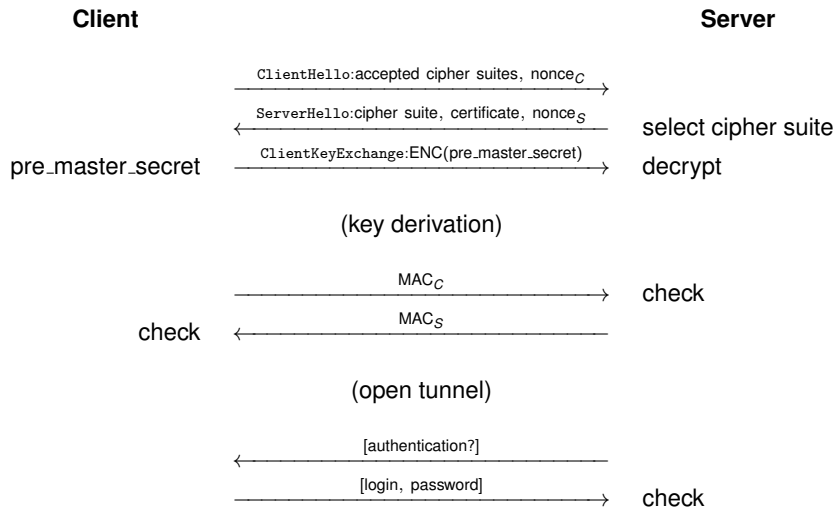 Client Server
ClientHello:accepted cipher suites, nonce_C
ServerHello:cipher suite, certificate, nonce_S select cipher suite
pre_master_secret ClientKeyExchange:ENC(pre_master_secret) decrypt
(key derivation)
MAC_C check
check MAC_S
(open tunnel)
[authentication?]
[login, password] check